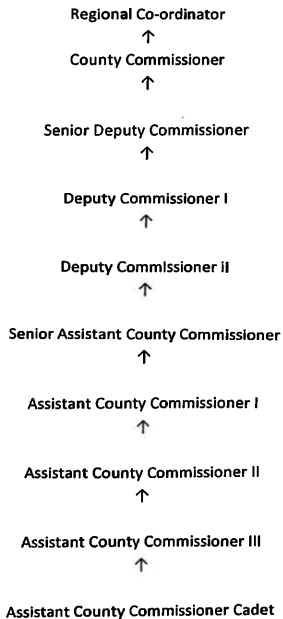 Regional Co-ordinator
↑
County Commissioner
↑
Senior Deputy Commissioner
↑
Deputy Commissioner I
↑
Deputy Commissioner iI
↑
Senior Assistant County Commissioner
↑
Assistant County Commissioner I
↑
Assistant County Commissioner II
↑
Assistant County Commissioner III
↑
Assistant County Commissioner Cadet